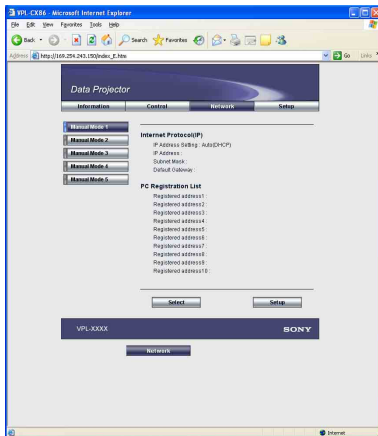 VPL-CX86 - Microsoft Internet Explorer
File Edit View Favorites Tools Help
Back Search Favorites
Address http://169.254.243.150/index_E.htm Go Links
Data Projector
Information Control Network Setup
Manual Mode 1
Manual Mode 2
Manual Mode 3
Manual Mode 4
Manual Mode 5
Internet Protocol(IP)
IP Address Setting : Auto(DHCP)
IP Address :
Subnet Mask :
Default Gateway :
PC Registration List
Registered address1 :
Registered address2 :
Registered address3 :
Registered address4 :
Registered address5 :
Registered address6 :
Registered address7 :
Registered address8 :
Registered address9 :
Registered address10 :
Select Setup
VPL-XXXX SONY
Network
Internet